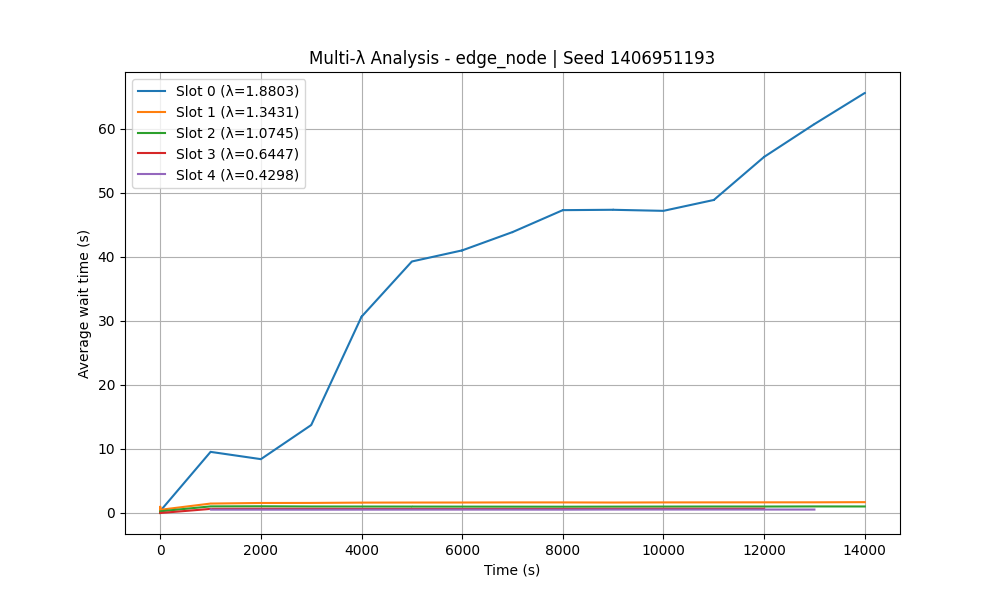 Multi-λ Analysis - edge_node | Seed 1406951193
Slot 0 (λ=1.8803)
Slot 1 (λ=1.3431)
Slot 2 (λ=1.0745)
Slot 3 (λ=0.6447)
Slot 4 (λ=0.4298)
Average wait time (s)
60
50
40
30
20
10
0
0 2000 4000 6000 8000 10000 12000 14000
Time (s)